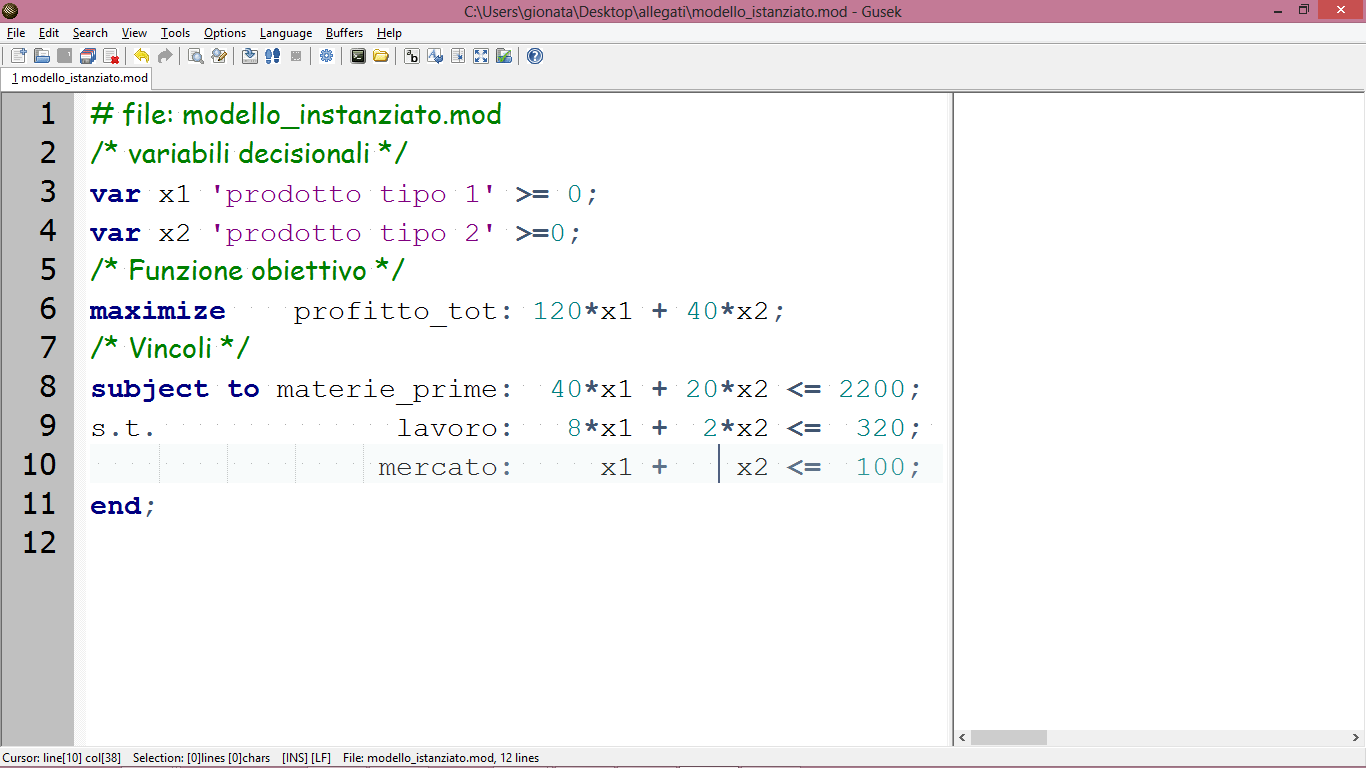 C:\Users\gionata\Desktop\allegati\modello_istanziato.mod - Gusek
File Edit Search View Tools Options Language Buffers Help
1 modello_istanziato.mod
1 # file: modello_instanziato.mod
2 /* variabili decisionali */
3 var x1 'prodotto tipo 1' >= 0;
4 var x2 'prodotto tipo 2' >=0;
5 /* Funzione obiettivo */
6 maximize profitto_tot: 120*x1 + 40*x2;
7 /* Vincoli */
8 subject to materie_prime: 40*x1 + 20*x2 <= 2200;
9 s.t. lavoro: 8*x1 + 2*x2 <= 320;
10 mercato: x1 + x2 <= 100;
11 end;
12
Cursor: line[10] col[38] Selection: [0]lines [0]chars [INS] [LF] File: modello_istanziato.mod, 12 lines